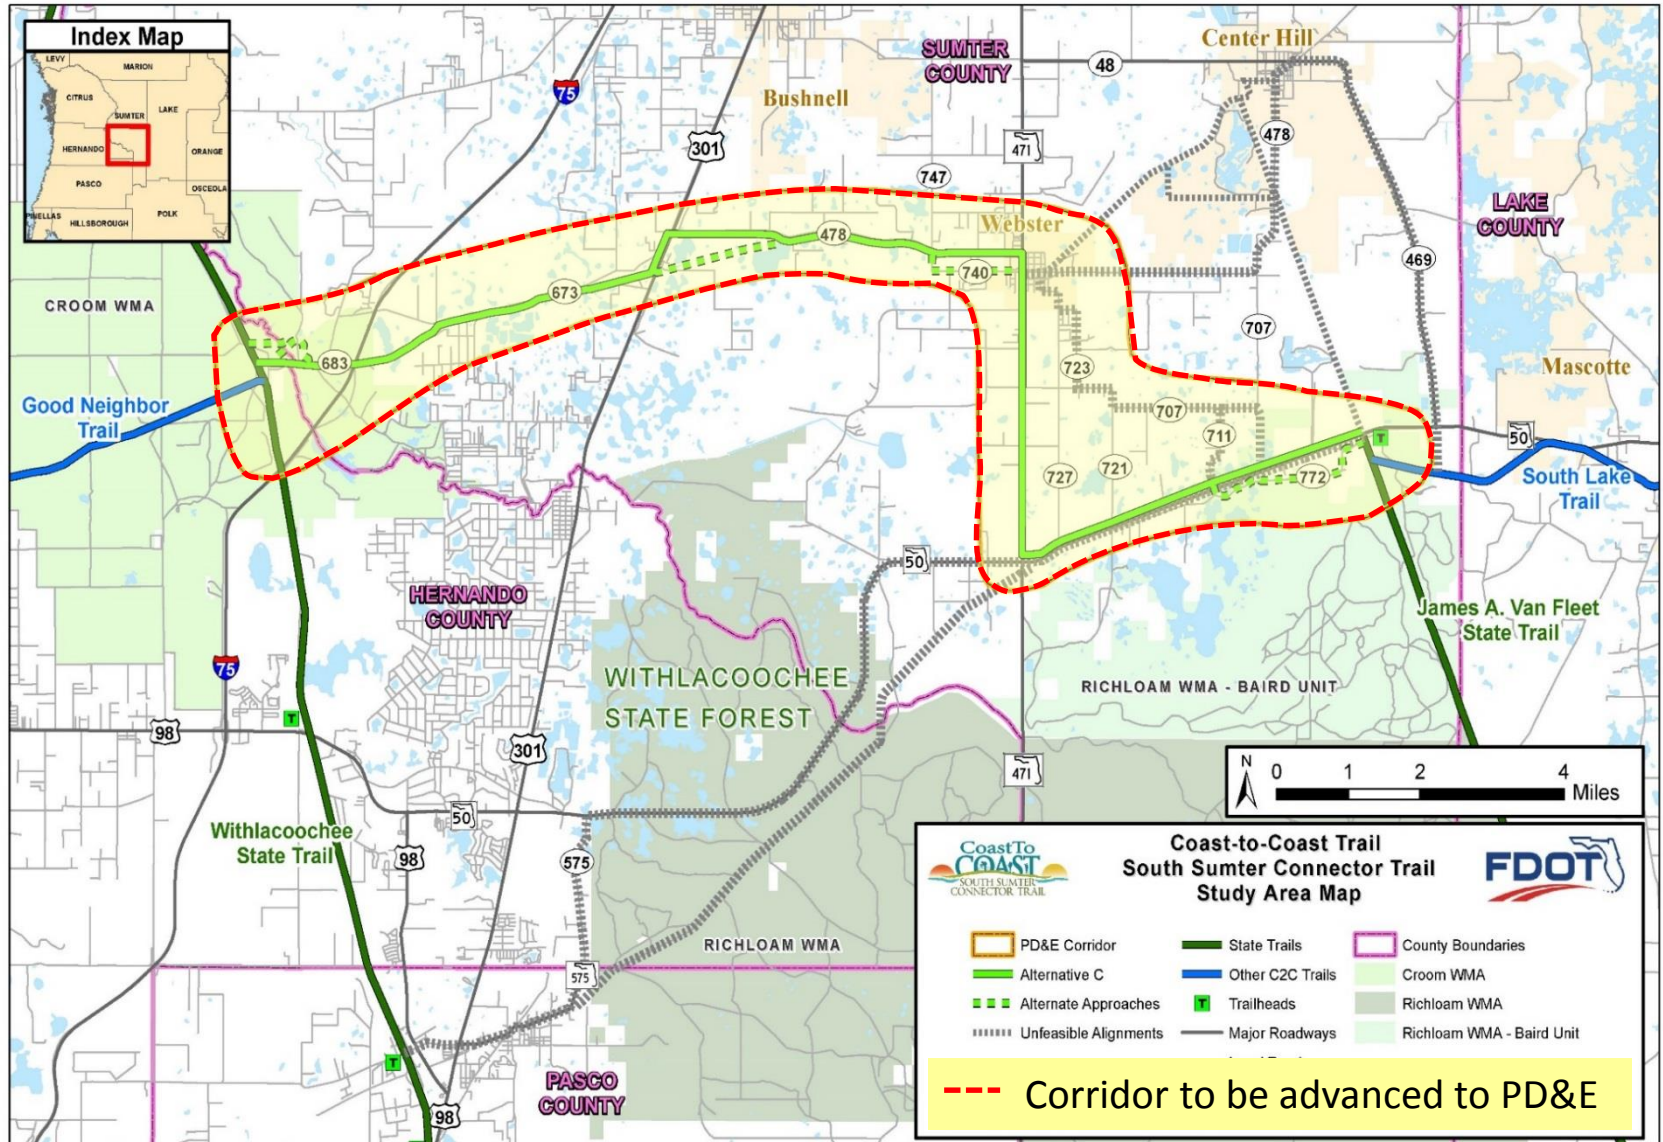 Index Map
LEVY
MARION
CITRUS
LAKE
SUMTER
HERNANDO
ORANGE
PASCO
OSCEOLA
PINELLAS
HILLSBOROUGH
POLK
75
SUMTER
COUNTY
48
Center Hill
Bushnell
301
471
478
747
LAKE
COUNTY
Webster
478
740
469
673
CROOM WMA
707
683
723
Mascotte
Good Neighbor
Trail
707
711
50
727
721
772
South Lake
Trail
50
HERNANDO
COUNTY
James A. Van Fleet
State Trail
75
WITHLACOOCHEE
STATE FOREST
RICHLOAM WMA - BAIRD UNIT
98
301
471
N
0 1 2 4
Miles
50
Withlacoochee
State Trail
98
575
RICHLOAM WMA
575
PASCO
COUNTY
98
T
T
T
CoastTo
COAST
SOUTH SUMTER
CONNECTOR TRAIL
Coast-to-Coast Trail
South Sumter Connector Trail
Study Area Map
FDOT
PD&E Corridor
State Trails
County Boundaries
Alternative C
Other C2C Trails
Croom WMA
Alternate Approaches
T Trailheads
Richloam WMA
Unfeasible Alignments
Major Roadways
Richloam WMA - Baird Unit
Corridor to be advanced to PD&E